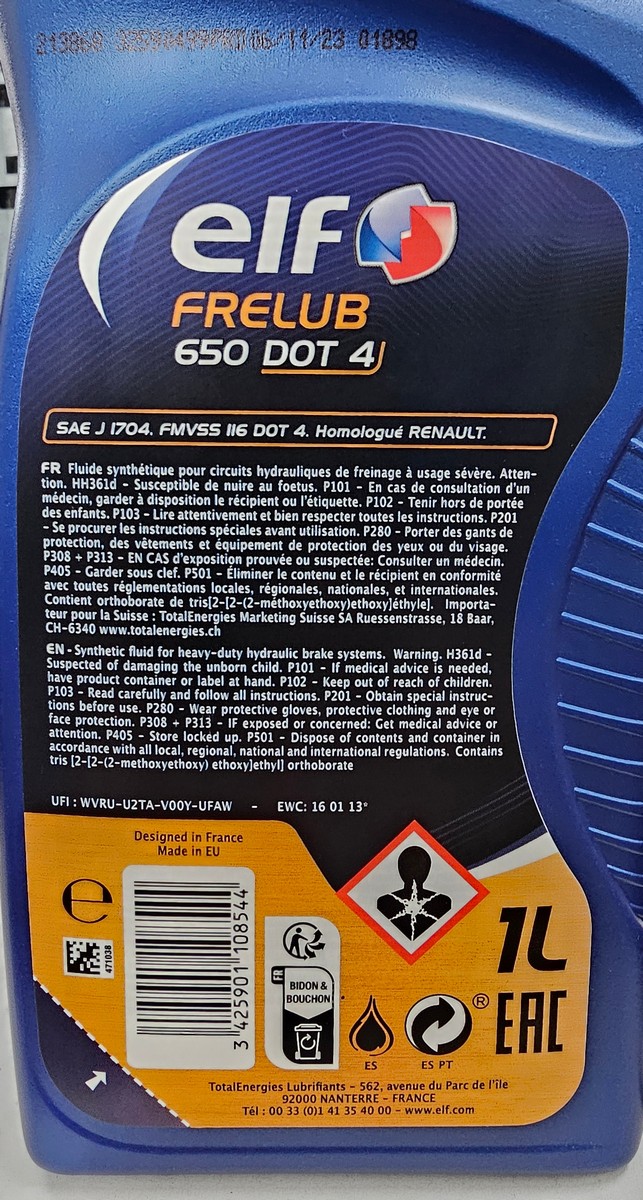 06/11/23 01898
elf
FRELUB
650 DOT 4
SAE J 1704. FMVSS 116 DOT 4. Homologué RENAULT.
FR Fluide synthétique pour circuits hydrauliques de freinage à usage sévère. Atten-
tion. HH361d - Susceptible de nuire au foetus. P101 - En cas de consultation d'un
médecin, garder à disposition le récipient ou l'étiquette. P102 - Tenir hors de portée
des enfants. P103 - Lire attentivement et bien respecter toutes les instructions. P201
- Se procurer les instructions spéciales avant utilisation. P280 - Porter des gants de
protection, des vêtements et équipement de protection des yeux ou du visage.
P308 + P313 - EN CAS d'exposition prouvée ou suspectée: Consulter un médecin.
P405 - Garder sous clef. P501 - Éliminer le contenu et le récipient en conformité
avec toutes réglementations locales, régionales, nationales, et internationales.
Contient orthoborate de tris[2-[2-(2-méthoxyethoxy)ethoxy]éthyle]. Importa-
teur pour la Suisse : TotalEnergies Marketing Suisse SA Ruessenstrasse, 18 Baar,
CH-6340 www.totalenergies.ch
EN - Synthetic fluid for heavy-duty hydraulic brake systems. Warning. H361d -
Suspected of damaging the unborn child. P101 - If medical advice is needed,
have product container or label at hand. P102 - Keep out of reach of children.
P103 - Read carefully and follow all instructions. P201 - Obtain special instruc-
tions before use. P280 - Wear protective gloves, protective clothing and eye or
face protection. P308 + P313 - IF exposed or concerned: Get medical advice or
attention. P405 - Store locked up. P501 - Dispose of contents and container in
accordance with all local, regional, national and international regulations. Contains
tris [2-[2-(2-methoxyethoxy) ethoxy]ethyl] orthoborate
UFI : WVRU-U2TA-V00Y-UFAW - EWC: 16 01 13*
Designed in France
Made in EU
e
471038
3 425901 108544
FR
BIDON &
BOUCHON
ES
®
ES PT
1L
EAC
TotalEnergies Lubrifiants - 562, avenue du Parc de l'île
92000 NANTERRE - FRANCE
Tél : 00 33 (0)1 41 35 40 00 - www.elf.com